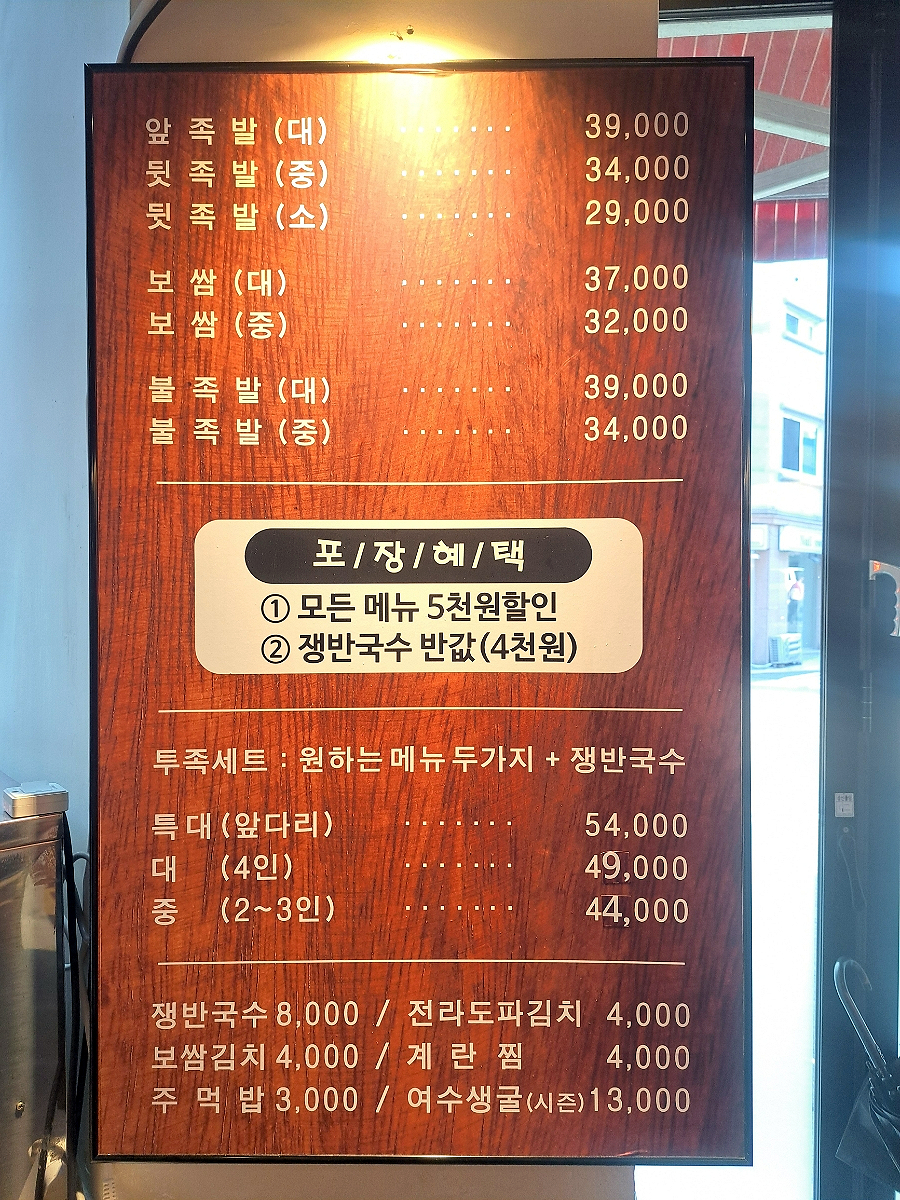 앞 족 발 (대) ······· 39,000
뒷 족 발 (중) ······· 34,000
뒷 족 발 (소) ······· 29,000
보 쌈 (대) ······· 37,000
보 쌈 (중) ······· 32,000
불 족 발 (대) ······· 39,000
불 족 발 (중) ······· 34,000
포/장/혜/택
① 모든 메뉴 5천원할인
② 쟁반국수 반값(4천원)
투족세트 : 원하는 메뉴 두가지 + 쟁반국수
특대(앞다리) ······· 54,000
대 (4인) ······· 49,000
중 (2~3인) ······· 44,000
쟁반국수 8,000 / 전라도파김치 4,000
보쌈김치 4,000 / 계 란 찜 4,000
주 먹 밥 3,000 / 여수생굴(시즌) 13,000